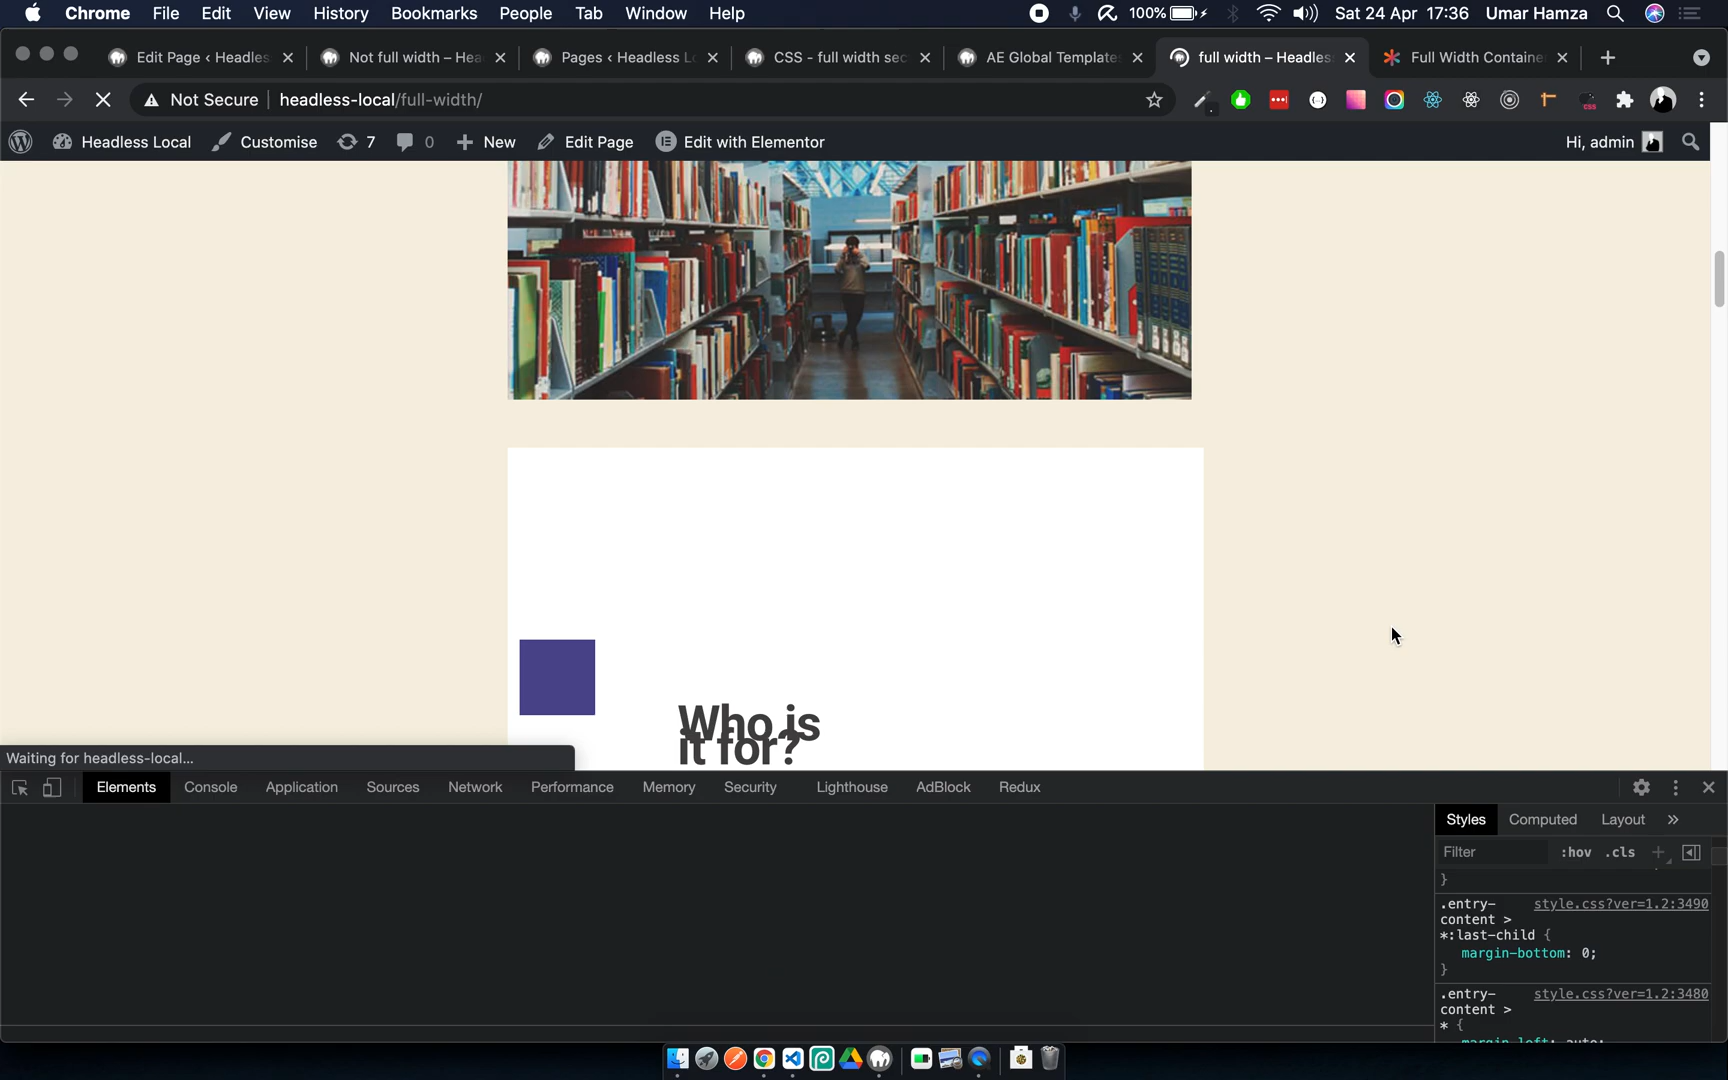 Chrome File Edit View History Bookmarks People Tab Window Help 100% Sat 24 Apr 17:36 Umar Hamza
Edit Page ‹ Headles Not full width – Hea Pages ‹ Headless Lo CSS - full width sec AE Global Templates full width – Headles Full Width Containe
Not Secure headless-local/full-width/
Headless Local Customise 7 0 New Edit Page Edit with Elementor Hi, admin
Who is
it for?
Waiting for headless-local...
Elements Console Application Sources Network Performance Memory Security Lighthouse AdBlock Redux
Styles Computed Layout »
Filter :hov .cls
}
.entry- style.css?ver=1.2:3490
content >
*:last-child {
margin-bottom: 0;
}
.entry- style.css?ver=1.2:3480
content >
* {
margin-left: auto;